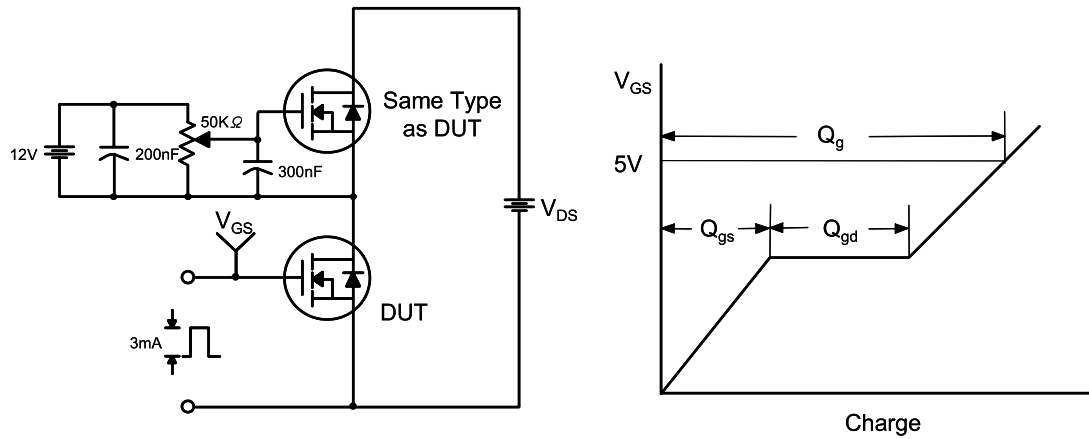 12V
200nF
50KΩ
300nF
Same Type
as DUT
VGS
DUT
3mA
VDS
VGS
5V
Qg
Qgs
Qgd
Charge